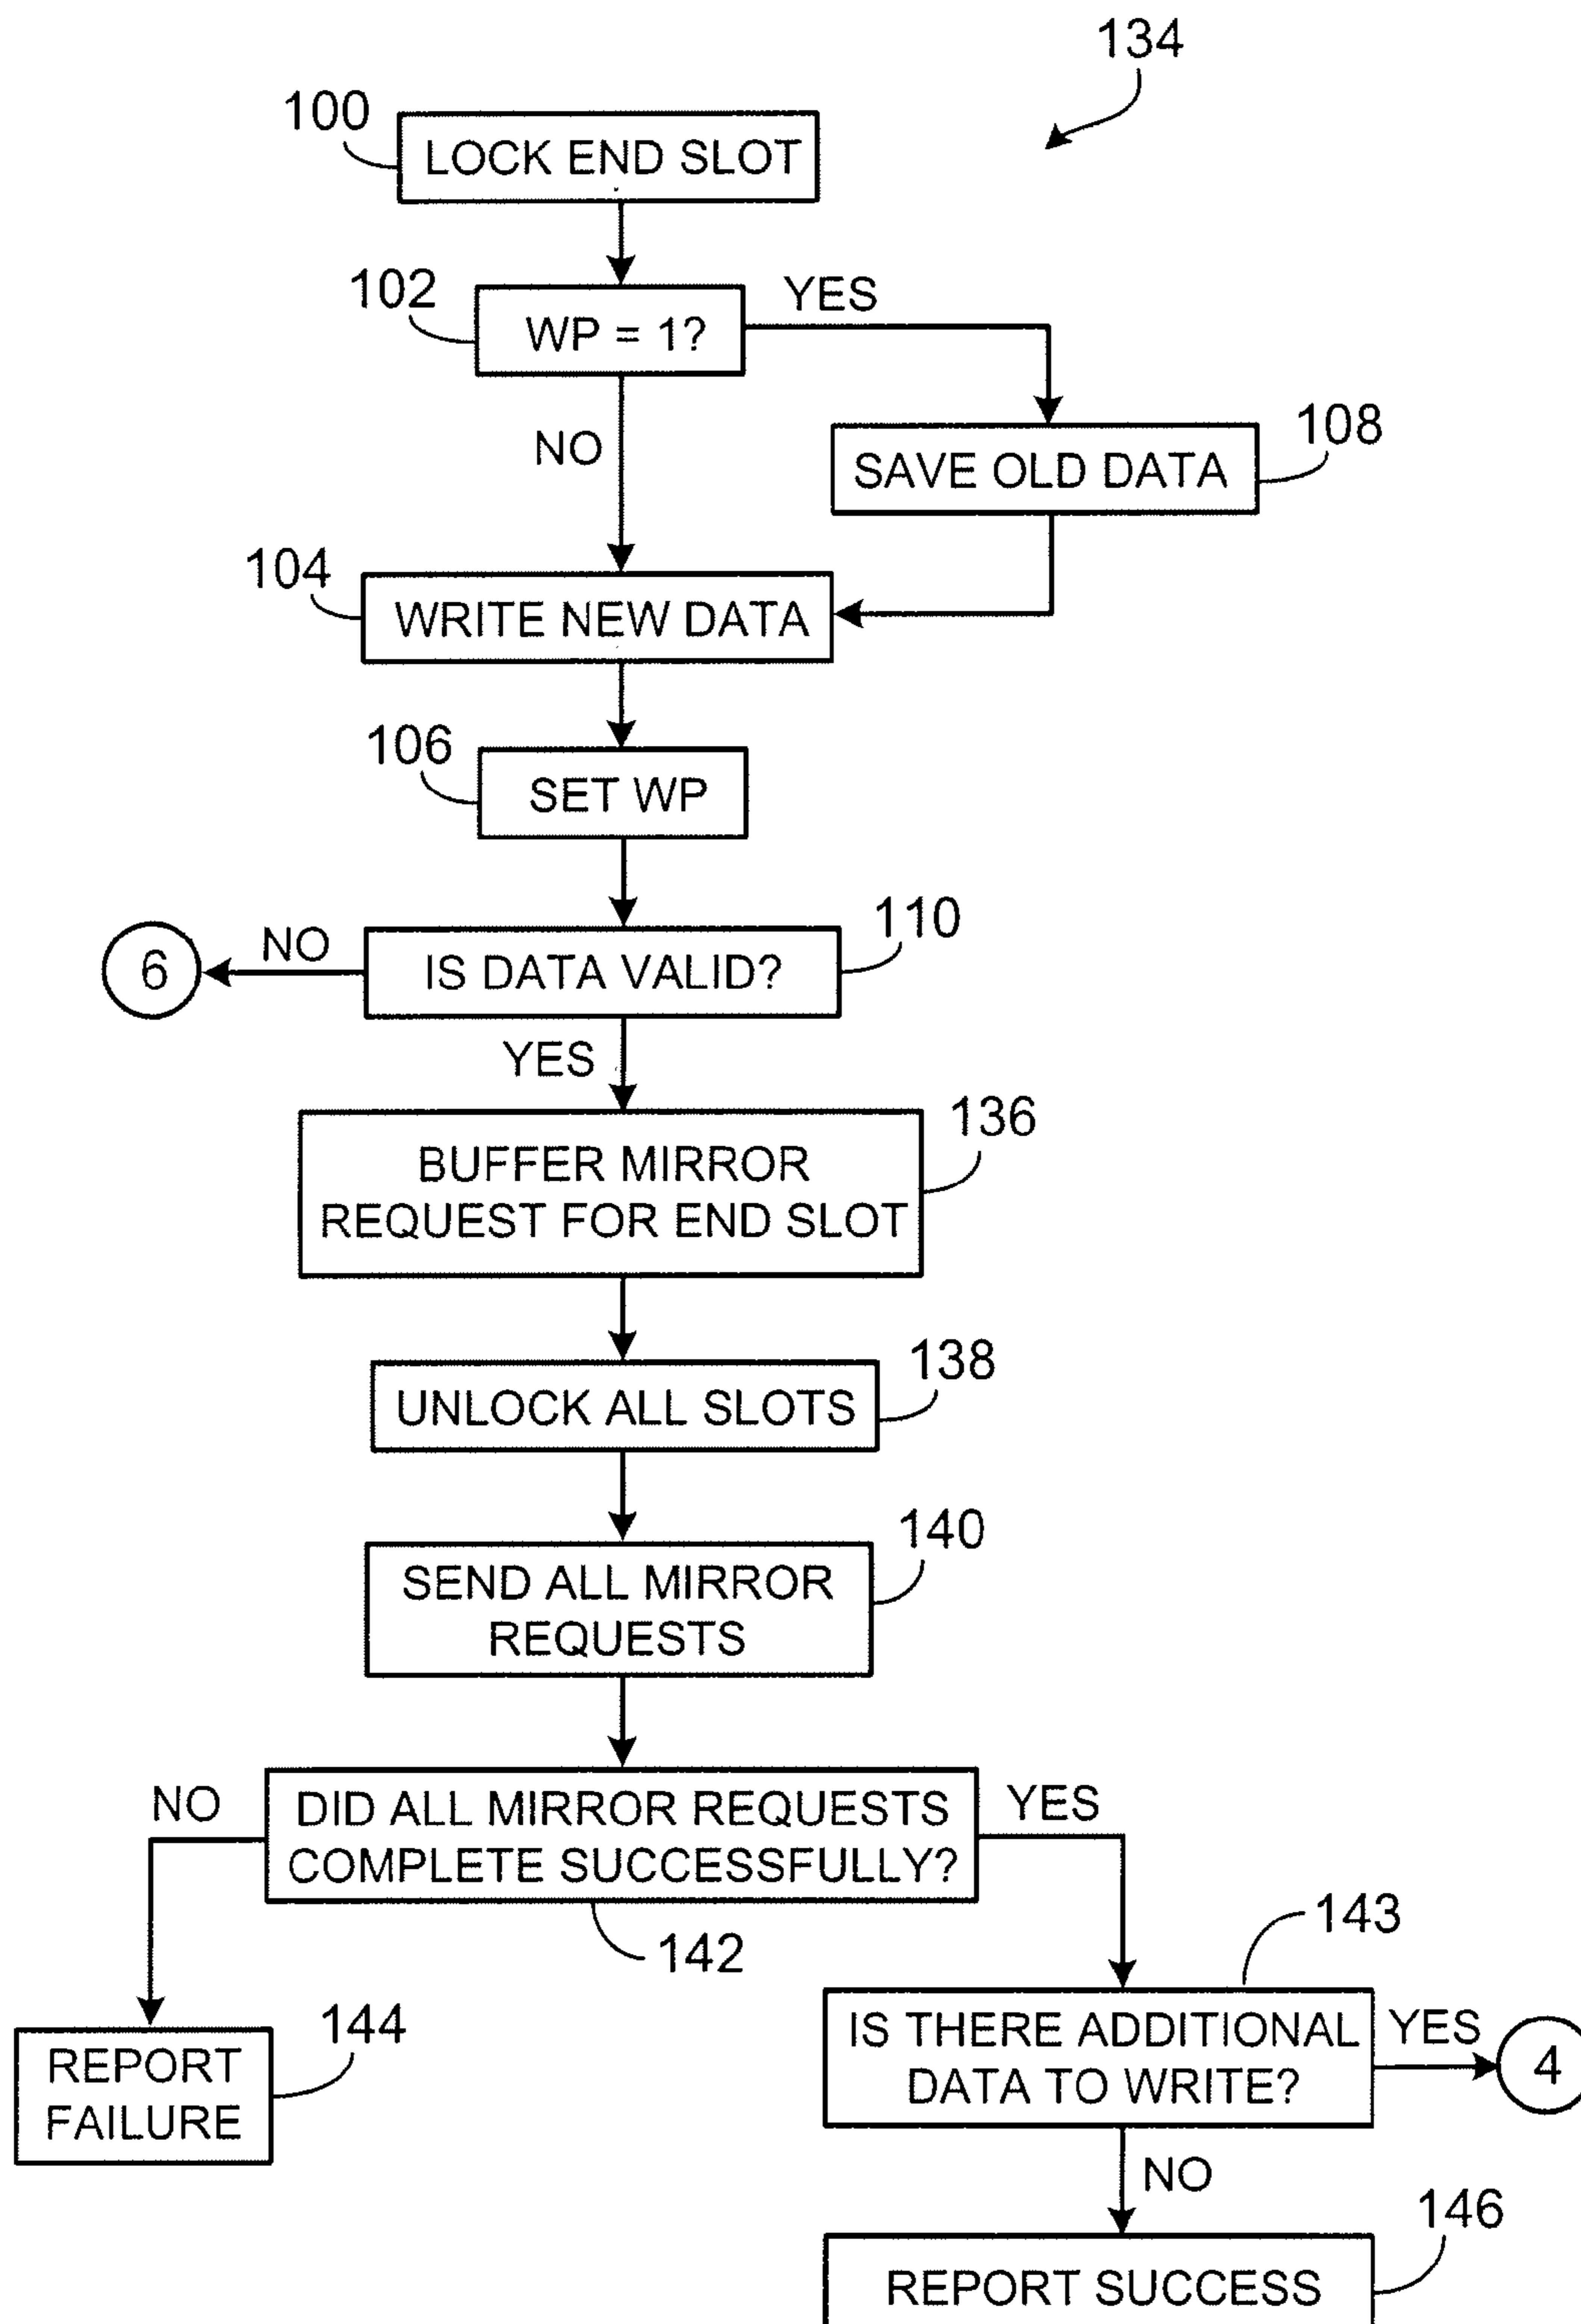 134
100
LOCK END SLOT
102
WP = 1?
YES
NO
108
SAVE OLD DATA
104
WRITE NEW DATA
106
SET WP
110
6
NO
IS DATA VALID?
YES
136
BUFFER MIRROR
REQUEST FOR END SLOT
138
UNLOCK ALL SLOTS
140
SEND ALL MIRROR
REQUESTS
NO
DID ALL MIRROR REQUESTS
COMPLETE SUCCESSFULLY?
YES
142
143
144
REPORT
FAILURE
IS THERE ADDITIONAL
DATA TO WRITE?
YES
4
NO
146
REPORT SUCCESS